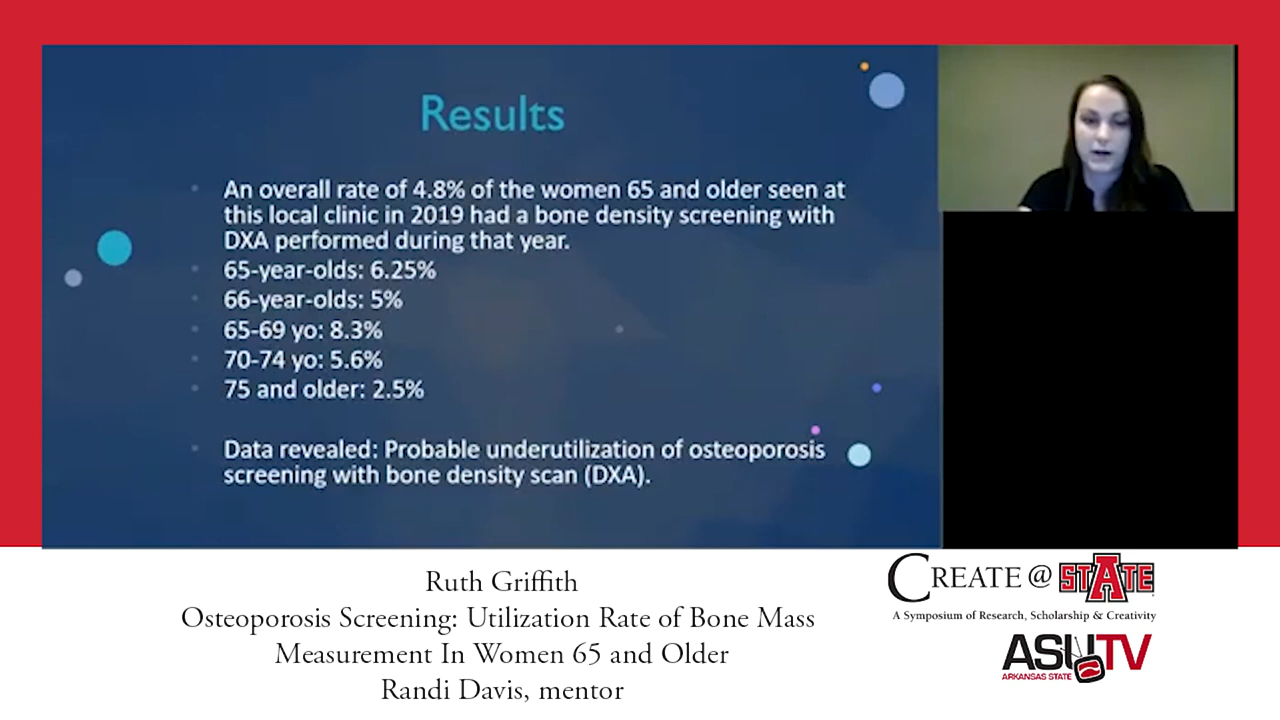 Results
An overall rate of 4.8% of the women 65 and older seen at
this local clinic in 2019 had a bone density screening with
DXA performed during that year.
65-year-olds: 6.25%
66-year-olds: 5%
65-69 yo: 8.3%
70-74 yo: 5.6%
75 and older: 2.5%
Data revealed: Probable underutilization of osteoporosis
screening with bone density scan (DXA).
Ruth Griffith
Osteoporosis Screening: Utilization Rate of Bone Mass
Measurement In Women 65 and Older
Randi Davis, mentor
CREATE @ STATE
A Symposium of Research, Scholarship & Creativity
ASU TV
ARKANSAS STATE